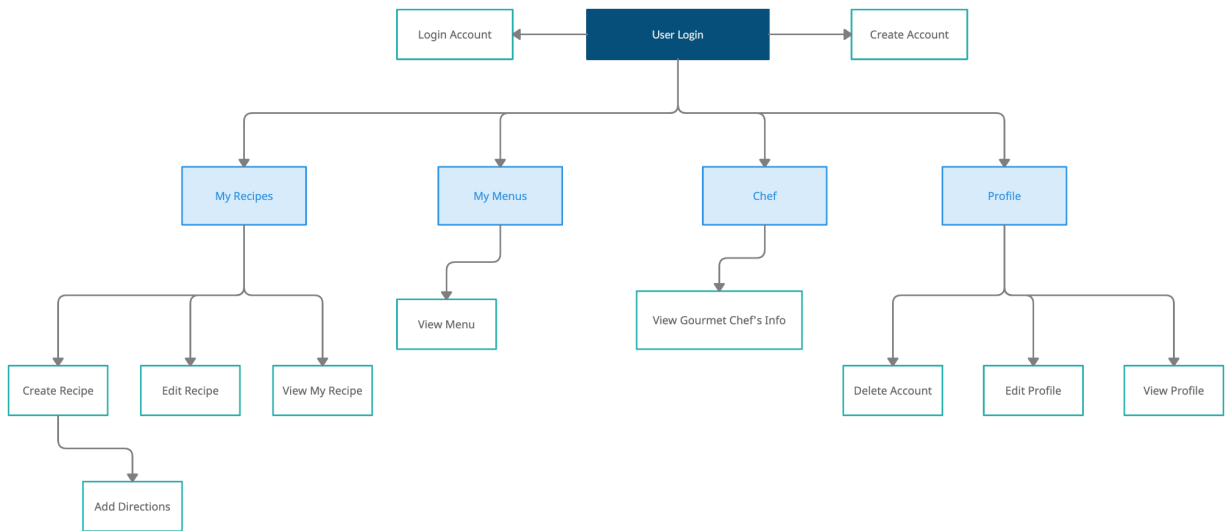 Login Account
User Login
Create Account
My Recipes
My Menus
Chef
Profile
View Menu
View Gourmet Chef's Info
Create Recipe
Edit Recipe
View My Recipe
Delete Account
Edit Profile
View Profile
Add Directions